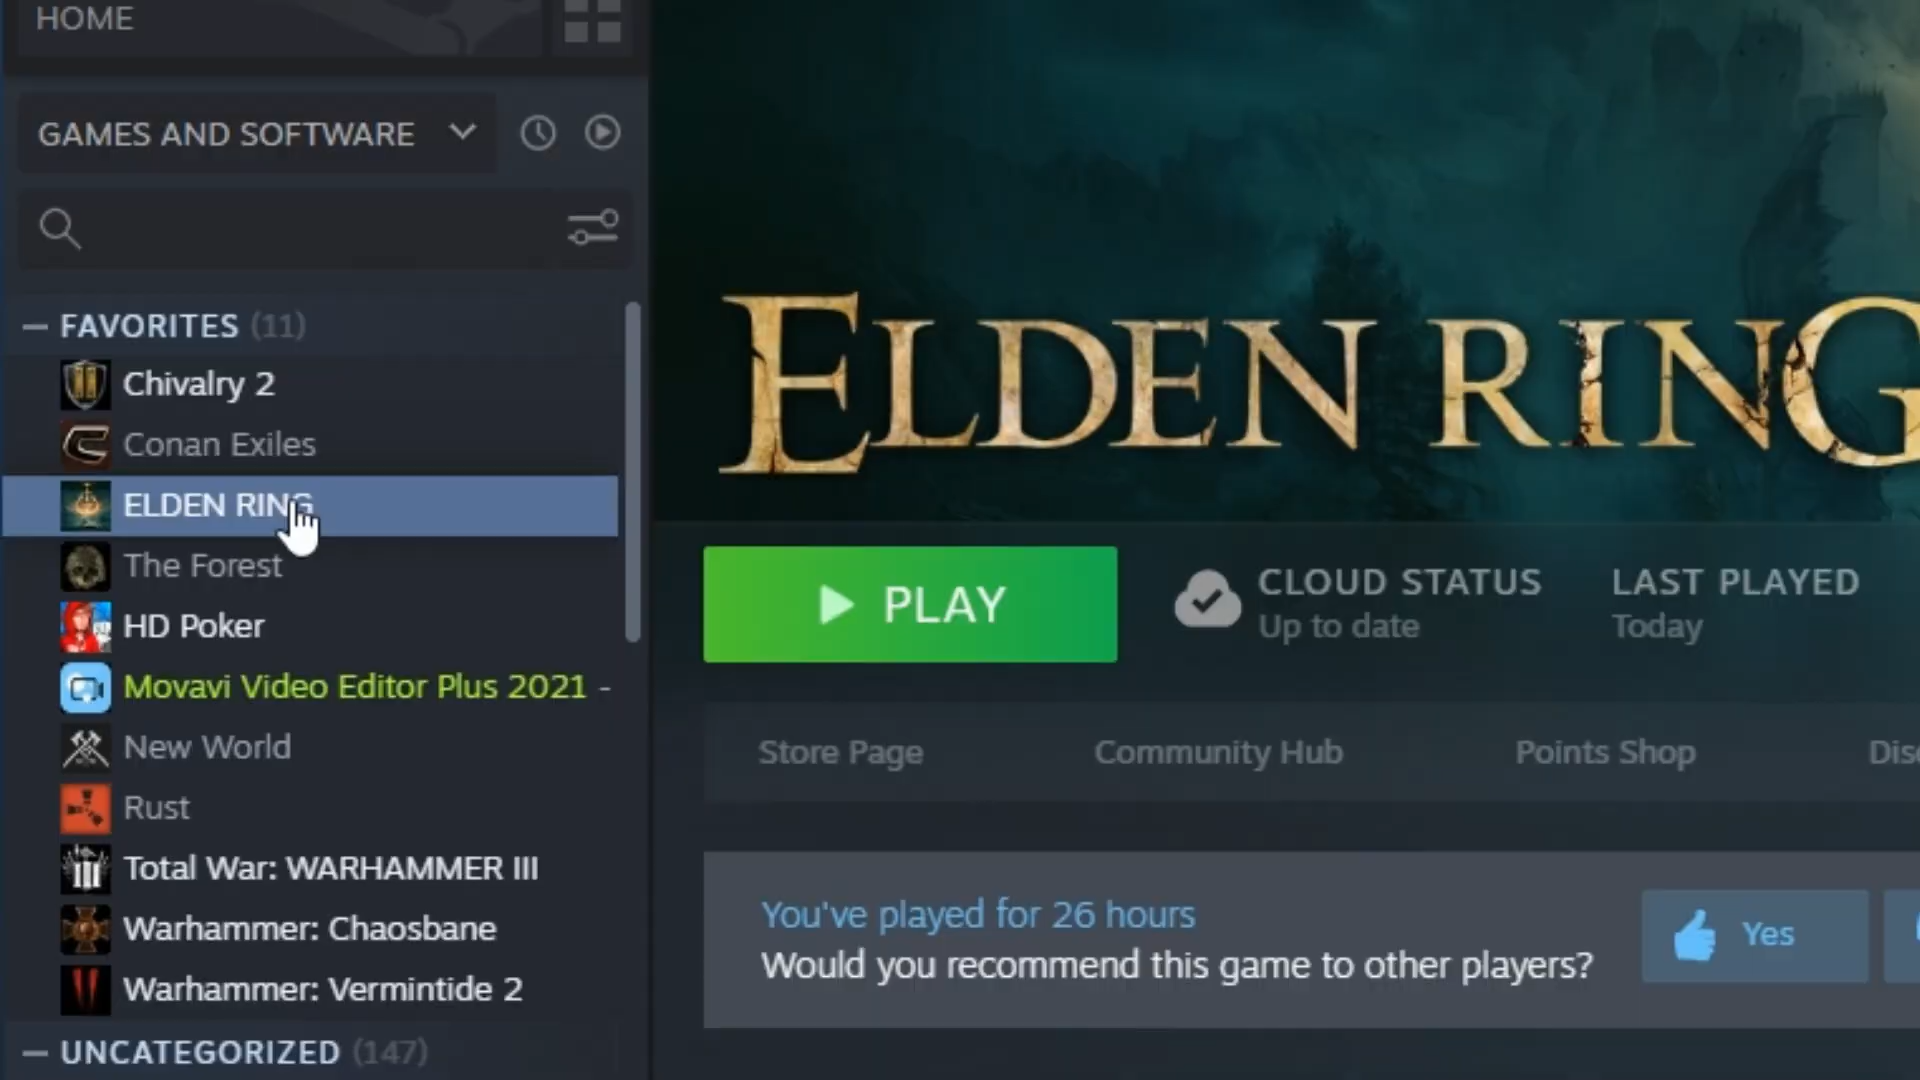 HOME
GAMES AND SOFTWARE
FAVORITES (11)
Chivalry 2
Conan Exiles
ELDEN RING
The Forest
HD Poker
Movavi Video Editor Plus 2021 -
New World
Rust
Total War: WARHAMMER III
Warhammer: Chaosbane
Warhammer: Vermintide 2
UNCATEGORIZED (147)
ELDEN RING
PLAY
CLOUD STATUS
Up to date
LAST PLAYED
Today
Store Page
Community Hub
Points Shop
You've played for 26 hours
Would you recommend this game to other players?
Yes